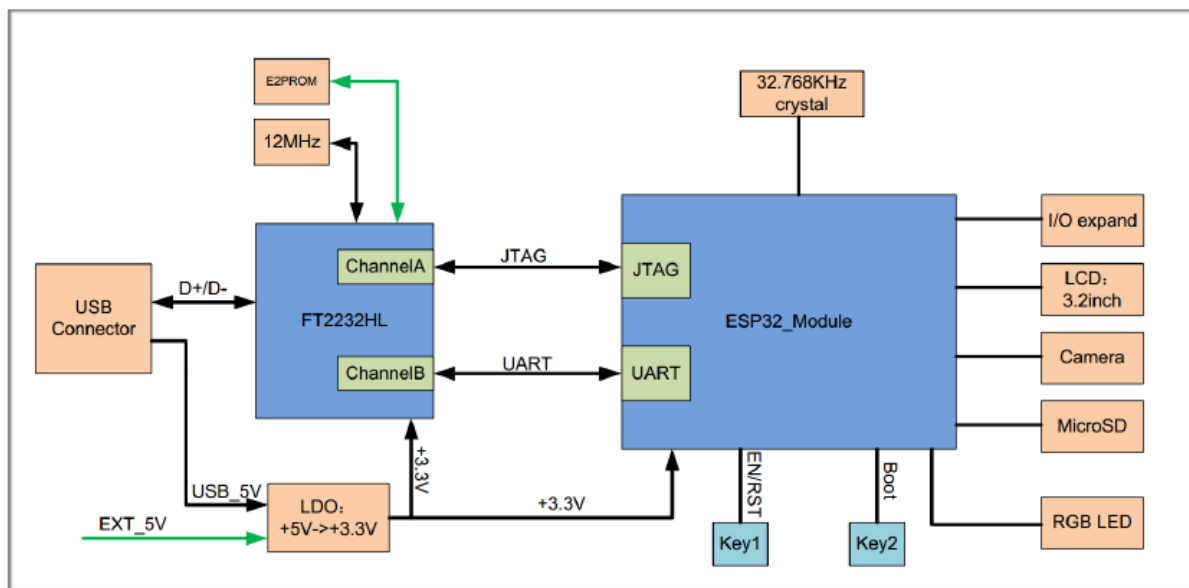 E2PROM
12MHz
32.768KHz
crystal
USB
Connector
D+/D-
FT2232HL
ChannelA
ChannelB
JTAG
UART
JTAG
UART
ESP32_Module
I/O expand
LCD：
3.2inch
Camera
MicroSD
RGB LED
USB_5V
EXT_5V
LDO：
+5V->+3.3V
+3.3V
+3.3V
EN/RST
Boot
Key1
Key2